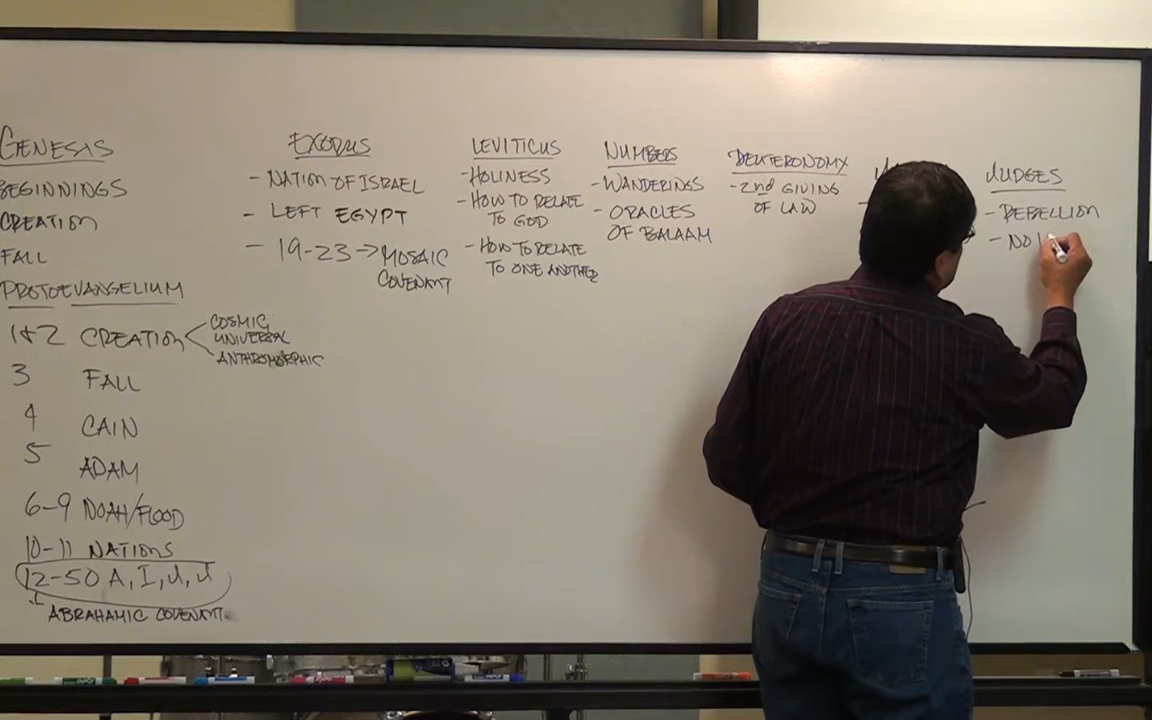 GENESIS
BEGINNINGS
CREATION
FALL
PROTOEVANGELIUM
1&2 CREATION
COSMIC
UNIVERSAL
ANTHROMORPHIC
3 FALL
4 CAIN
5 ADAM
6-9 NOAH/FLOOD
10-11 NATIONS
12-50 A, I, J, J
ABRAHAMIC COVENANT
EXODUS
- NATION OF ISRAEL
- LEFT EGYPT
- 19-23 → MOSAIC
COVENANT
LEVITICUS
- HOLINESS
- HOW TO RELATE
TO GOD
- HOW TO RELATE
TO ONE ANOTHER
NUMBERS
- WANDERINGS
- ORACLES
OF BALAAM
DEUTERONOMY
- 2nd GIVING
OF LAW
JUDGES
- REBELLION
- NO